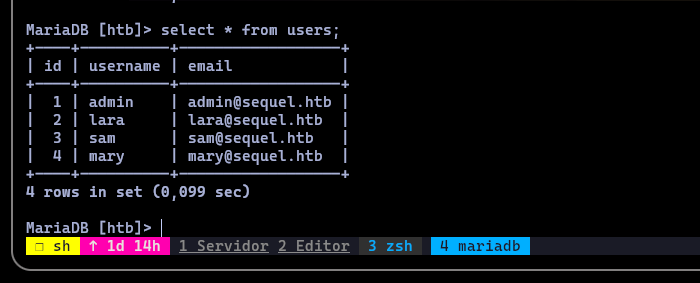 MariaDB [htb]> select * from users;
+----+----------+-----------------+
| id | username | email           |
+----+----------+-----------------+
|  1 | admin    | admin@sequel.htb |
|  2 | lara     | lara@sequel.htb  |
|  3 | sam      | sam@sequel.htb   |
|  4 | mary     | mary@sequel.htb  |
+----+----------+-----------------+
4 rows in set (0,099 sec)
MariaDB [htb]>
❐ sh ↑ 1d 14h 1 Servidor 2 Editor 3 zsh 4 mariadb